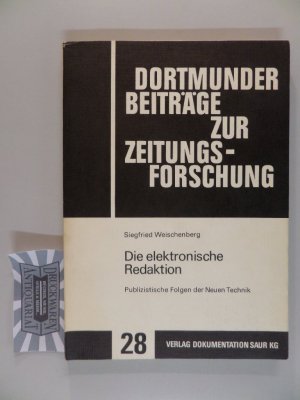 DORTMUNDER
BEITRÄGE
ZUR
ZEITUNGS-
FORSCHUNG
Siegfried Weischenberg
Die elektronische
Redaktion
Publizistische Folgen der Neuen Technik
28
VERLAG DOKUMENTATION SAUR KG